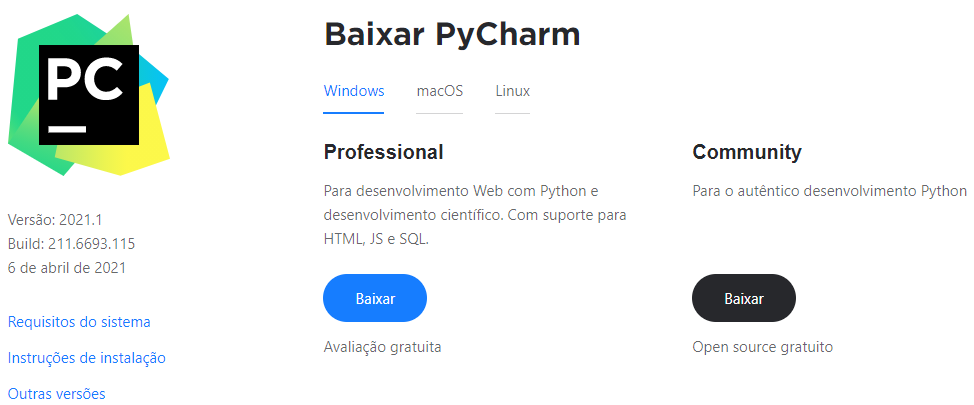 PC
Versão: 2021.1
Build: 211.6693.115
6 de abril de 2021
Requisitos do sistema
Instruções de instalação
Outras versões
Baixar PyCharm
Windows macOS Linux
Professional
Para desenvolvimento Web com Python e
desenvolvimento científico. Com suporte para
HTML, JS e SQL.
Baixar
Avaliação gratuita
Community
Para o autêntico desenvolvimento Python
Baixar
Open source gratuito